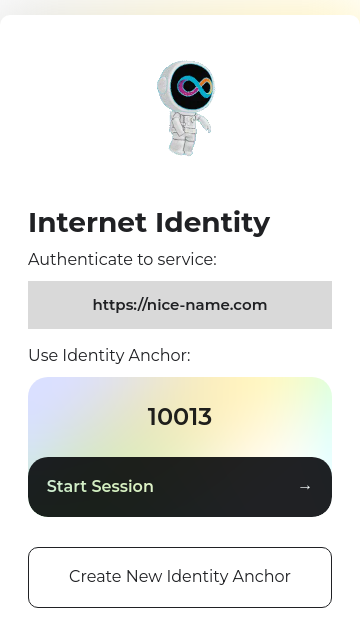 Internet Identity
Authenticate to service:
https://nice-name.com
Use Identity Anchor:
10013
Start Session →
Create New Identity Anchor